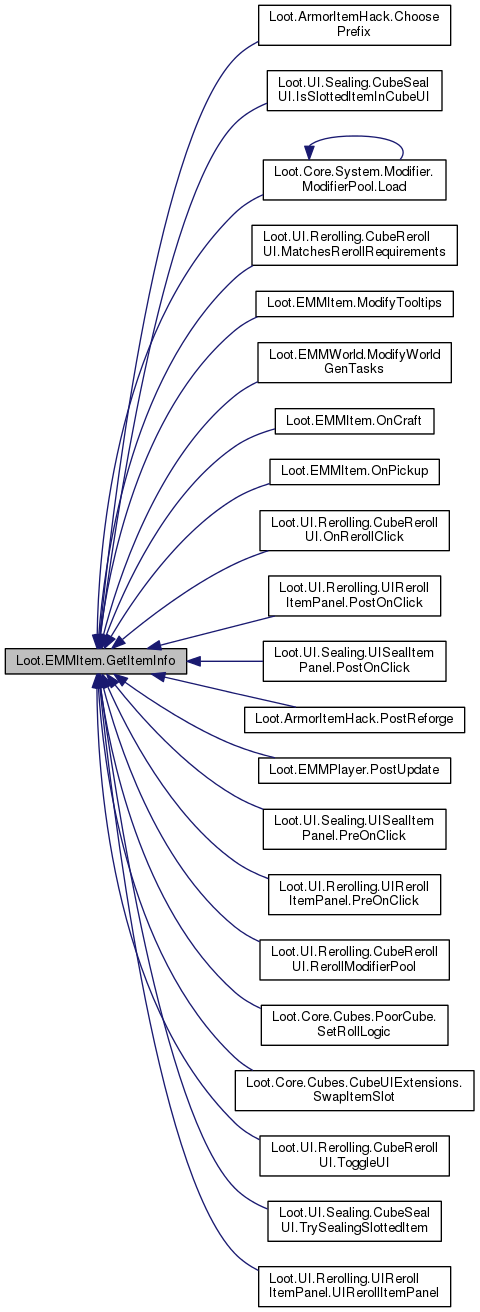 Loot.ArmorItemHack.Choose
Prefix
Loot.UI.Sealing.CubeSeal
UI.IsSlottedItemInCubeUI
Loot.Core.System.Modifier.
ModifierPool.Load
Loot.UI.Rerolling.CubeReroll
UI.MatchesRerollRequirements
Loot.EMMItem.ModifyTooltips
Loot.EMMWorld.ModifyWorld
GenTasks
Loot.EMMItem.OnCraft
Loot.EMMItem.OnPickup
Loot.UI.Rerolling.CubeReroll
UI.OnRerollClick
Loot.UI.Rerolling.UIReroll
ItemPanel.PostOnClick
Loot.EMMItem.GetItemInfo
Loot.UI.Sealing.UISealItem
Panel.PostOnClick
Loot.ArmorItemHack.PostReforge
Loot.EMMPlayer.PostUpdate
Loot.UI.Sealing.UISealItem
Panel.PreOnClick
Loot.UI.Rerolling.UIReroll
ItemPanel.PreOnClick
Loot.UI.Rerolling.CubeReroll
UI.RerollModifierPool
Loot.Core.Cubes.PoorCube.
SetRollLogic
Loot.Core.Cubes.CubeUIExtensions.
SwapItemSlot
Loot.UI.Rerolling.CubeReroll
UI.ToggleUI
Loot.UI.Sealing.CubeSeal
UI.TrySealingSlottedItem
Loot.UI.Rerolling.UIReroll
ItemPanel.UIRerollItemPanel